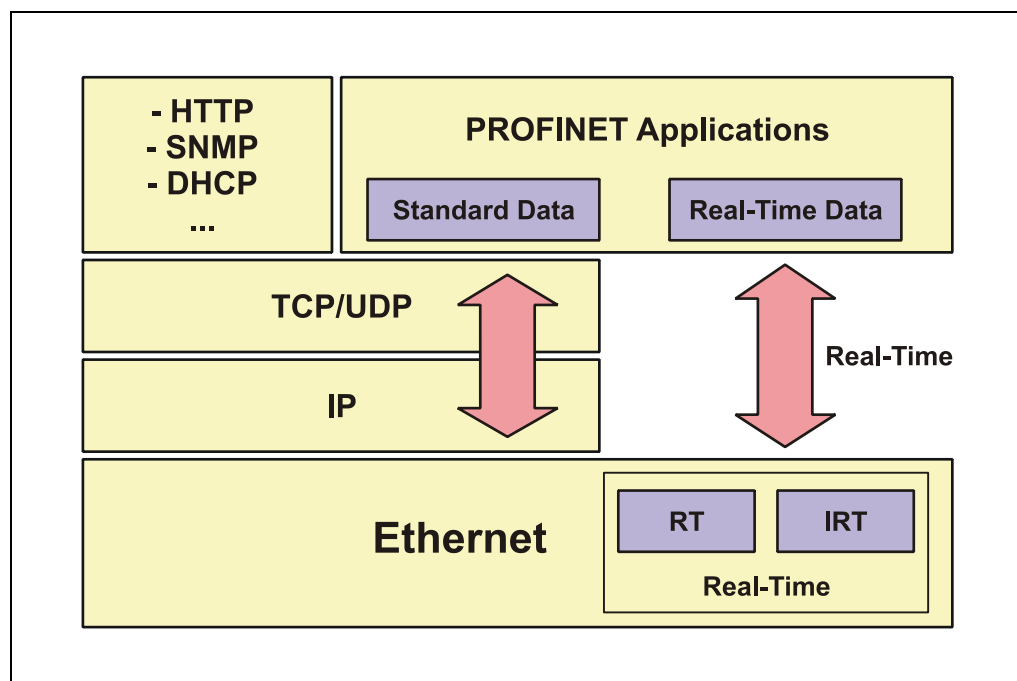 - HTTP
- SNMP
- DHCP
...
PROFINET Applications
Standard Data
Real-Time Data
TCP/UDP
Real-Time
IP
Ethernet
RT
IRT
Real-Time